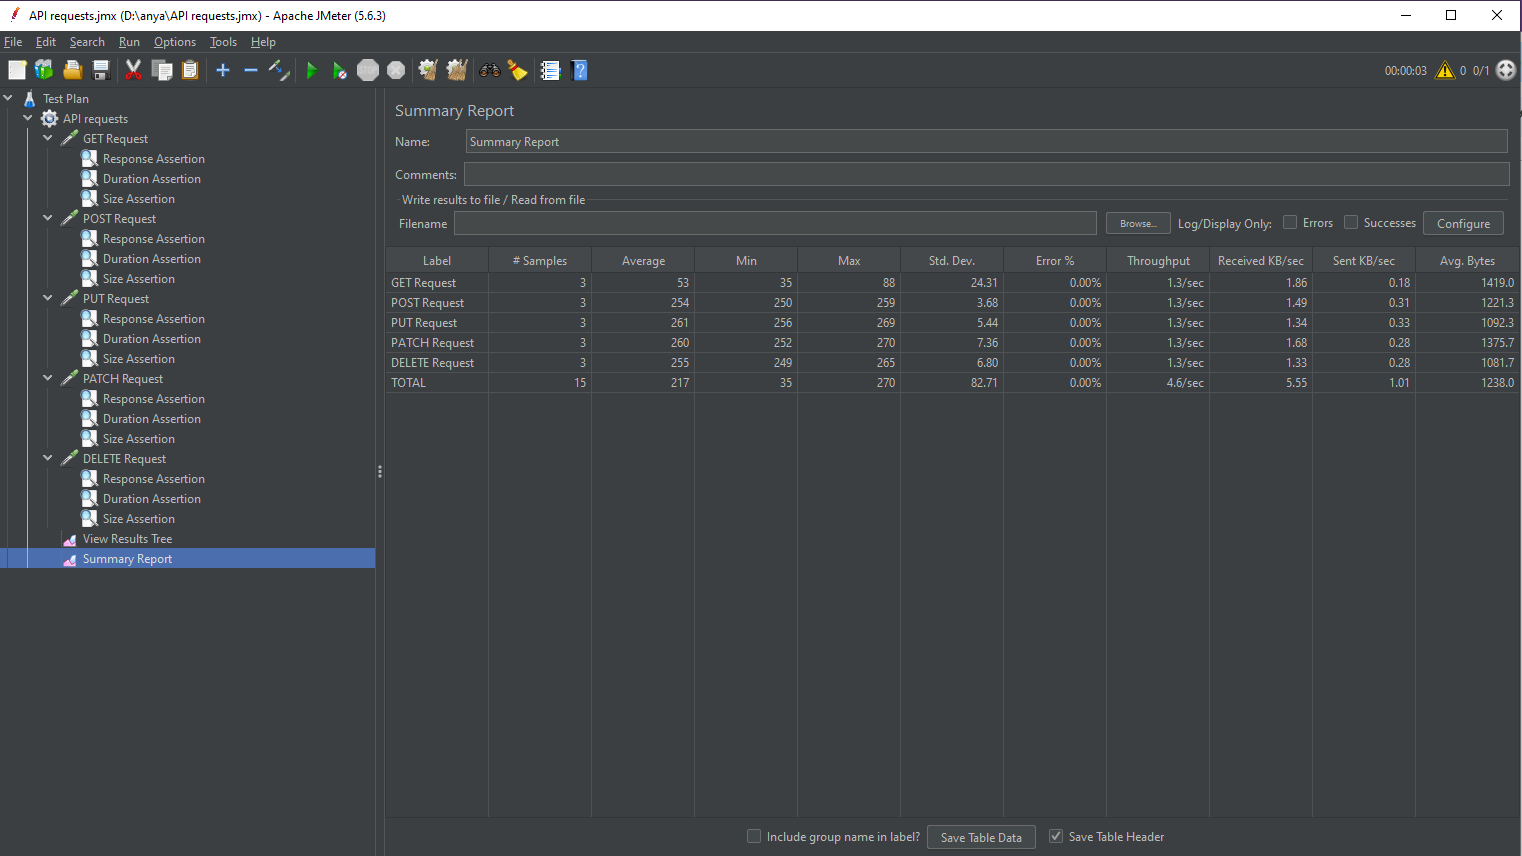 API requests.jmx (D:\anya\API requests.jmx) - Apache JMeter (5.6.3)
File Edit Search Run Options Tools Help
STOP
00:00:03 0 0/1
Test Plan
API requests
GET Request
Response Assertion
Duration Assertion
Size Assertion
POST Request
Response Assertion
Duration Assertion
Size Assertion
PUT Request
Response Assertion
Duration Assertion
Size Assertion
PATCH Request
Response Assertion
Duration Assertion
Size Assertion
DELETE Request
Response Assertion
Duration Assertion
Size Assertion
View Results Tree
Summary Report
Summary Report
Name: Summary Report
Comments:
Write results to file / Read from file
Filename Browse... Log/Display Only: Errors Successes Configure
Label # Samples Average Min Max Std. Dev. Error % Throughput Received KB/sec Sent KB/sec Avg. Bytes
GET Request 3 53 35 88 24.31 0.00% 1.3/sec 1.86 0.18 1419.0
POST Request 3 254 250 259 3.68 0.00% 1.3/sec 1.49 0.31 1221.3
PUT Request 3 261 256 269 5.44 0.00% 1.3/sec 1.34 0.33 1092.3
PATCH Request 3 260 252 270 7.36 0.00% 1.3/sec 1.68 0.28 1375.7
DELETE Request 3 255 249 265 6.80 0.00% 1.3/sec 1.33 0.28 1081.7
TOTAL 15 217 35 270 82.71 0.00% 4.6/sec 5.55 1.01 1238.0
Include group name in label? Save Table Data Save Table Header